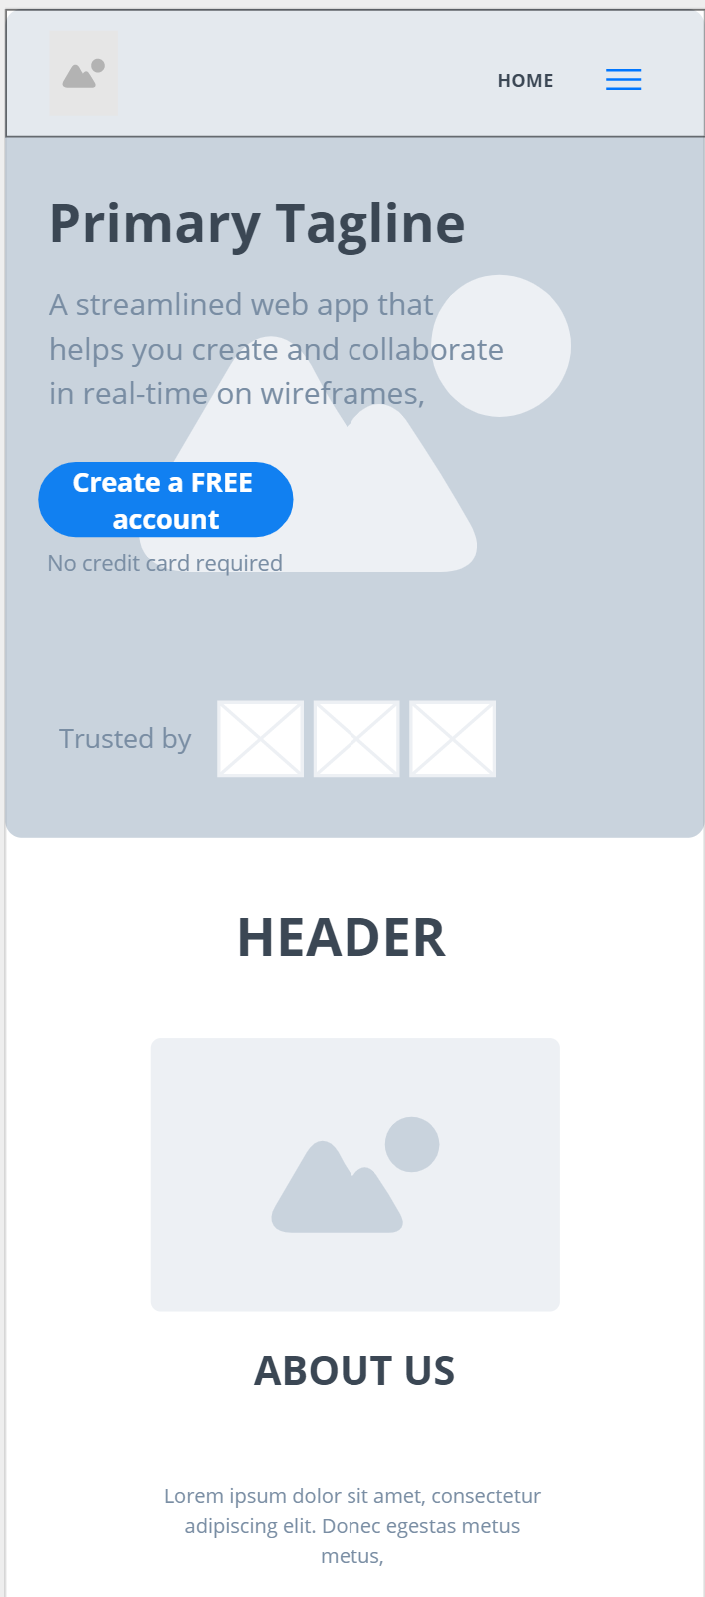 HOME
Primary Tagline
A streamlined web app that
helps you create and collaborate
in real-time on wireframes,
Create a FREE
account
No credit card required
Trusted by
HEADER
ABOUT US
Lorem ipsum dolor sit amet, consectetur
adipiscing elit. Donec egestas metus
metus,